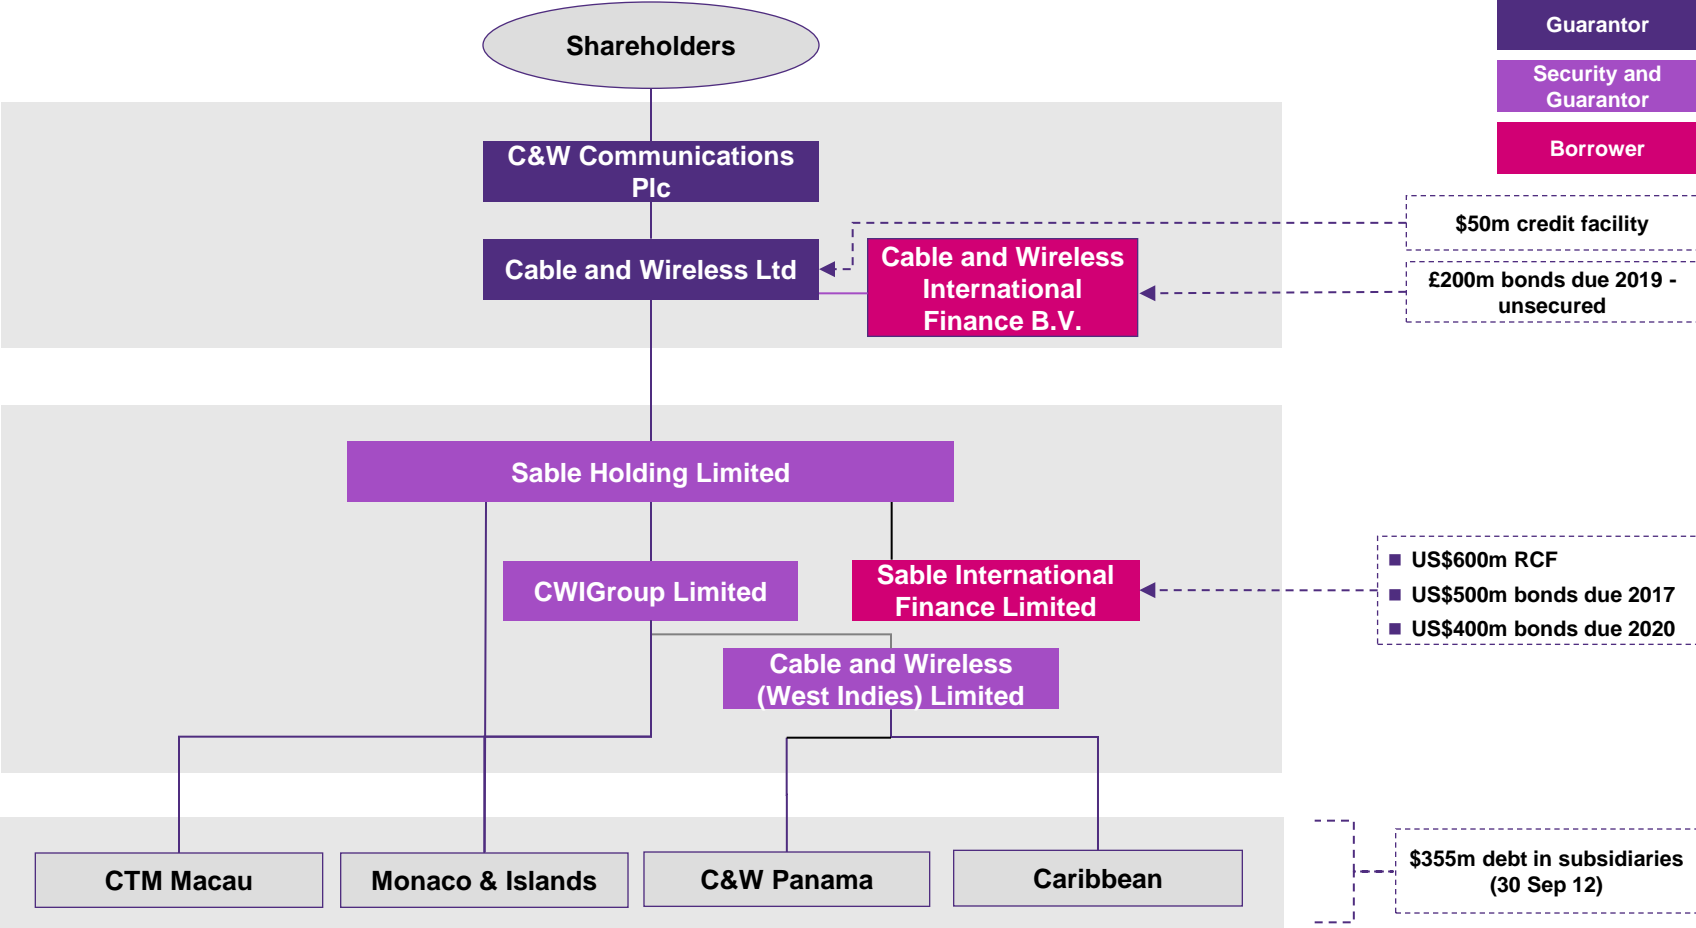 Shareholders
Guarantor
Security and
Guarantor
Borrower
C&W Communications
Plc
Cable and Wireless Ltd
Cable and Wireless
International
Finance B.V.
$50m credit facility
£200m bonds due 2019 -
unsecured
Sable Holding Limited
CWIGroup Limited
Sable International
Finance Limited
■ US$600m RCF
■ US$500m bonds due 2017
■ US$400m bonds due 2020
Cable and Wireless
(West Indies) Limited
CTM Macau
Monaco & Islands
C&W Panama
Caribbean
$355m debt in subsidiaries
(30 Sep 12)